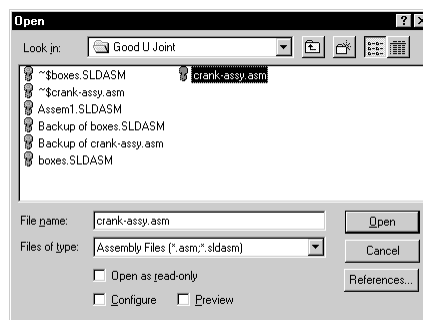 Open
Look in: Good U Joint
~$boxes.SLDASM crank-assy.asm
~$crank-assy.asm
Assem1.SLDASM
Backup of boxes.SLDASM
Backup of crank-assy.asm
boxes.SLDASM
File name: crank-assy.asm Open
Files of type: Assembly Files (*.asm;*.sldasm) Cancel
Open as read-only References...
Configure Preview